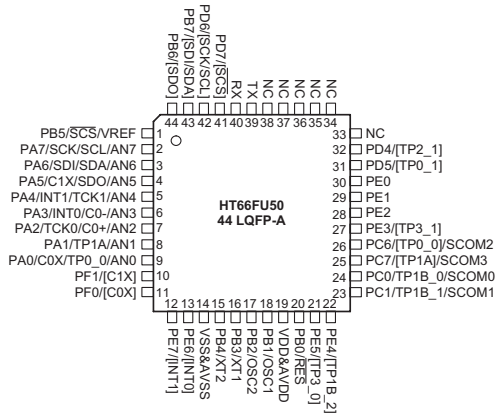 PB6/[SDO]
PB7/[SDI/SDA]
PD6/[SCK/SCL]
PD7/[SCS]
RX
TX
NC
NC
NC
NC
NC
44 43 42 41 40 39 38 37 36 35 34
PB5/SCS/VREF 1
PA7/SCK/SCL/AN7 2
PA6/SDI/SDA/AN6 3
PA5/C1X/SDO/AN5 4
PA4/INT1/TCK1/AN4 5
PA3/INT0/C0-/AN3 6
PA2/TCK0/C0+/AN2 7
PA1/TP1A/AN1 8
PA0/C0X/TP0_0/AN0 9
PF1/[C1X] 10
PF0/[C0X] 11
HT66FU50
44 LQFP-A
33 NC
32 PD4/[TP2_1]
31 PD5/[TP0_1]
30 PE0
29 PE1
28 PE2
27 PE3/[TP3_1]
26 PC6/[TP0_0]/SCOM2
25 PC7/[TP1A]/SCOM3
24 PC0/TP1B_0/SCOM0
23 PC1/TP1B_1/SCOM1
12 13 14 15 16 17 18 19 20 21 22
PE7/[INT1]
PE6/[INT0]
VSS&AVSS
PB4/XT2
PB3/XT1
PB2/OSC2
PB1/OSC1
VDD&AVDD
PB0/RES
PE5/[TP3_0]
PE4/[TP1B_2]